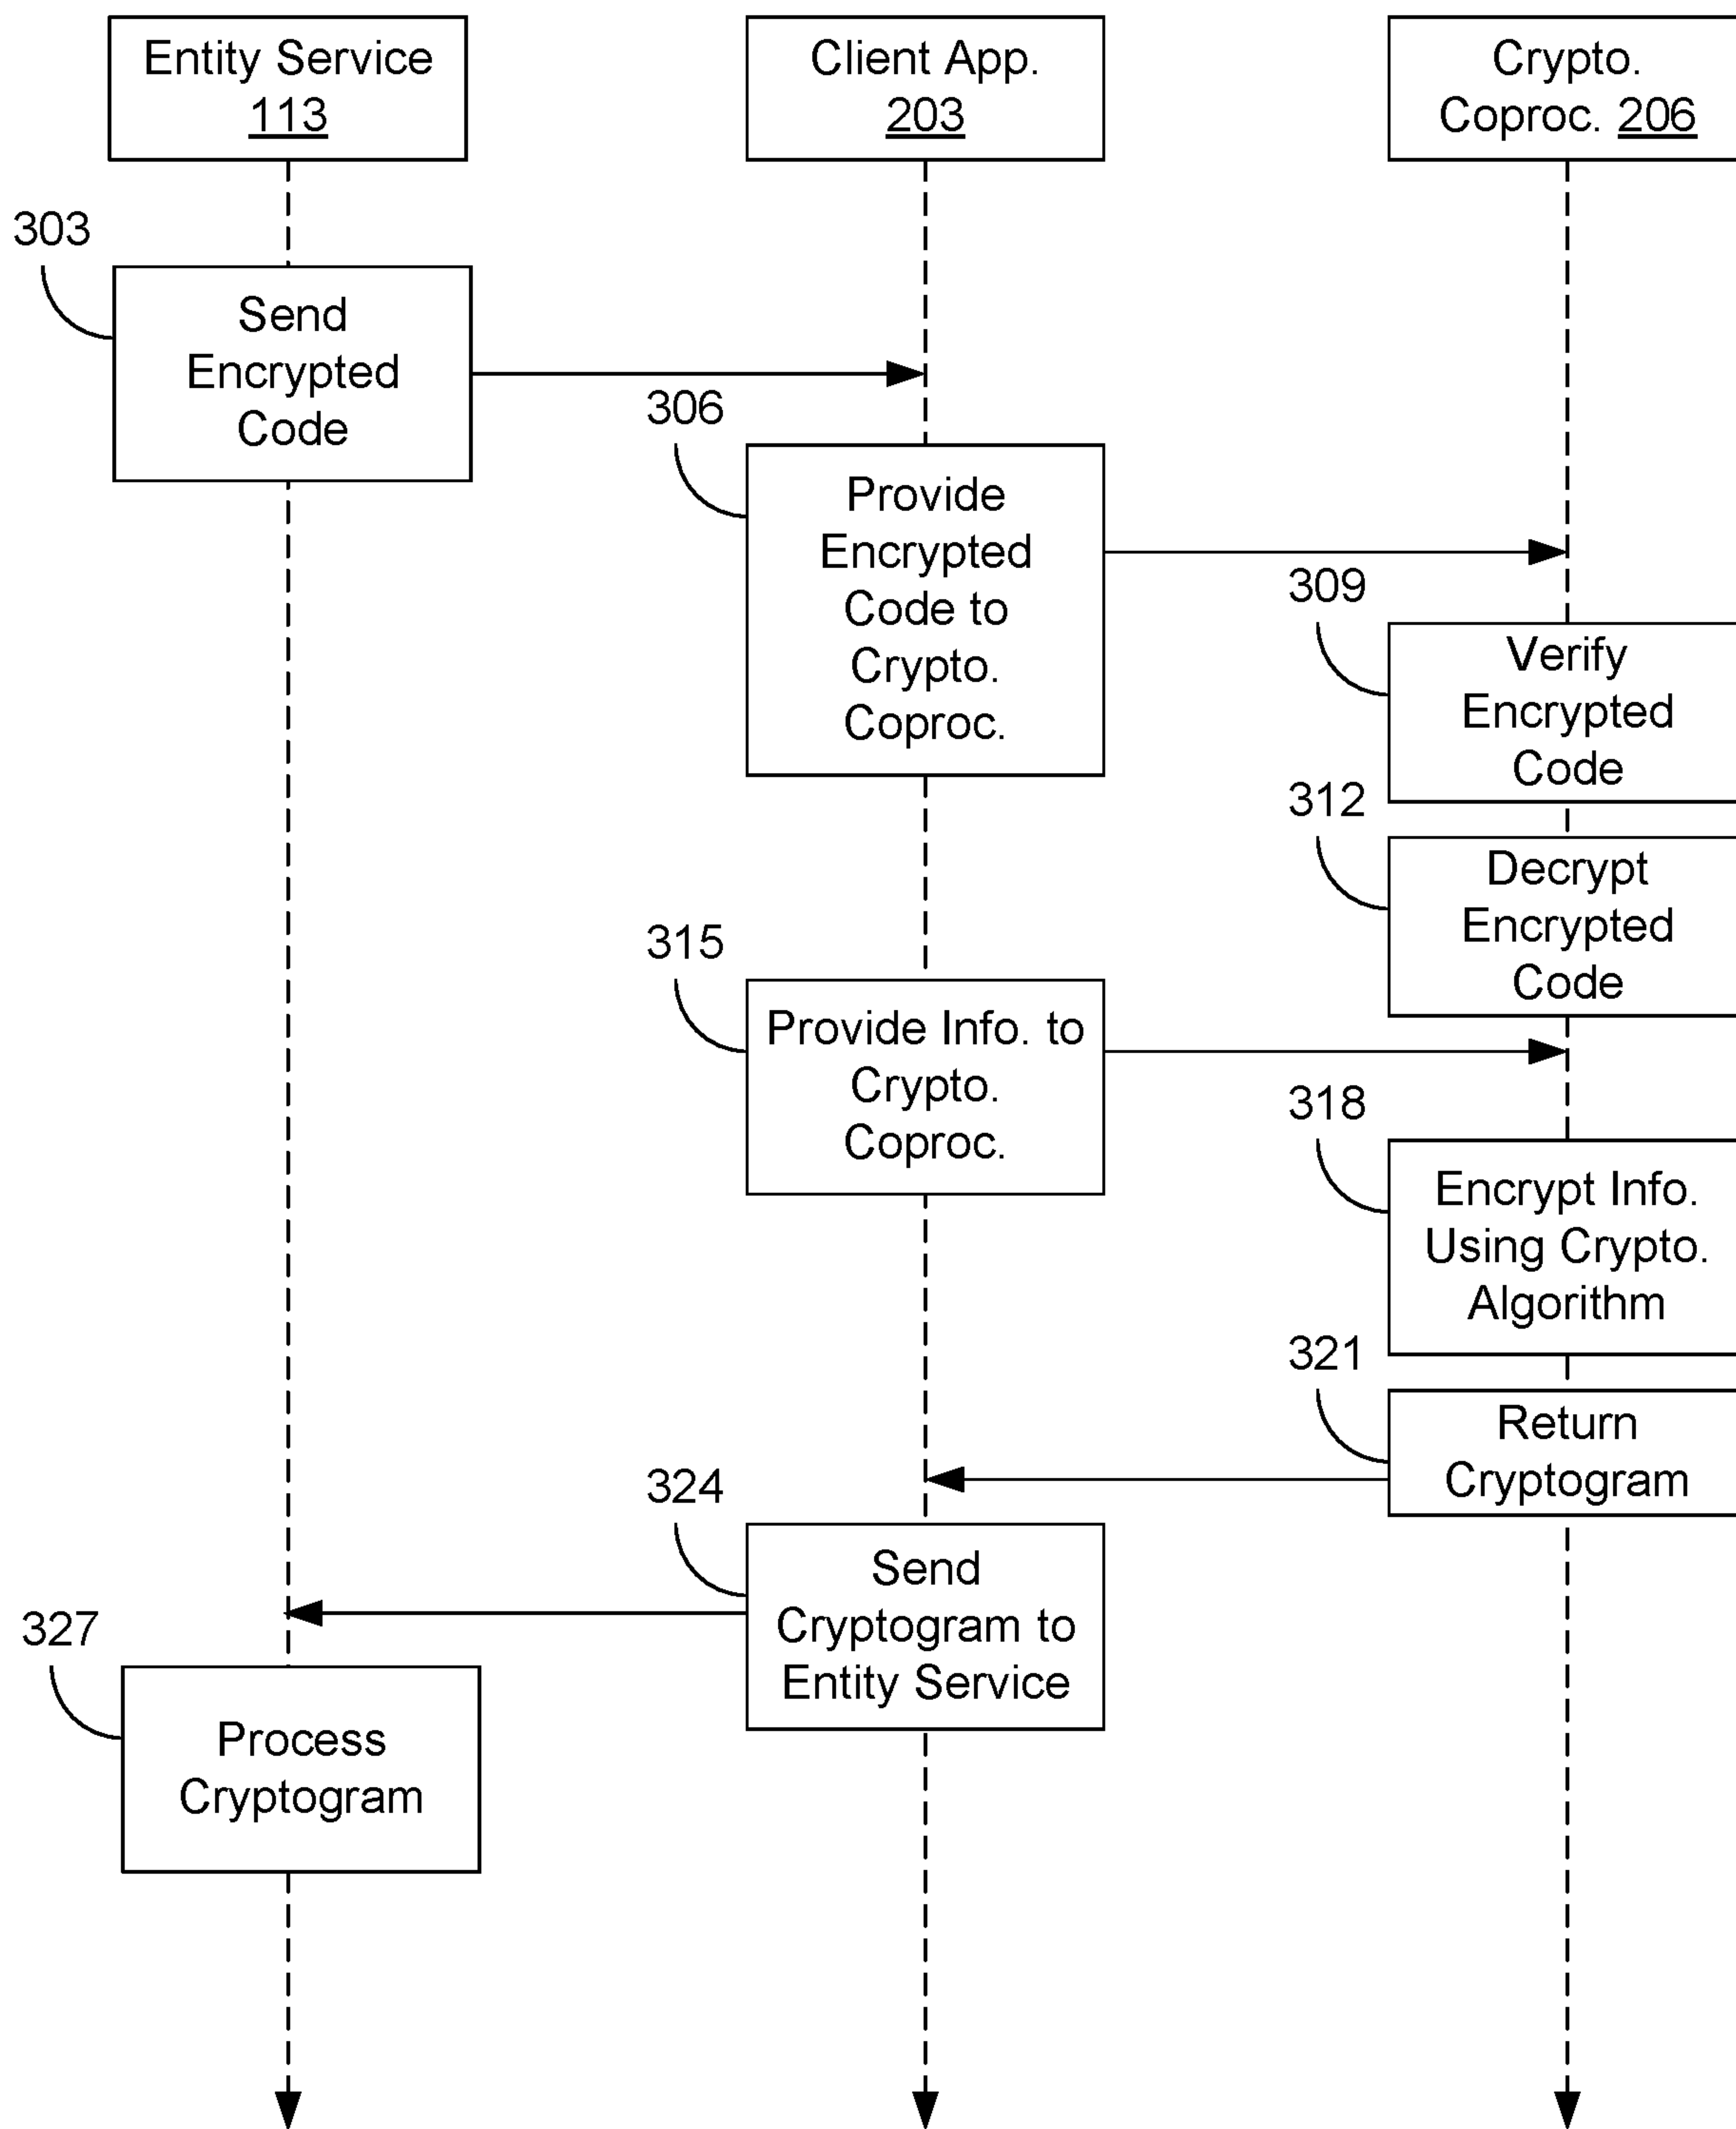 Entity Service
113
Client App.
203
Crypto.
Coproc. 206
303
Send
Encrypted
Code
306
Provide
Encrypted
Code to
Crypto.
Coproc.
309
Verify
Encrypted
Code
312
Decrypt
Encrypted
Code
315
Provide Info. to
Crypto.
Coproc.
318
Encrypt Info.
Using Crypto.
Algorithm
321
Return
Cryptogram
324
Send
Cryptogram to
Entity Service
327
Process
Cryptogram